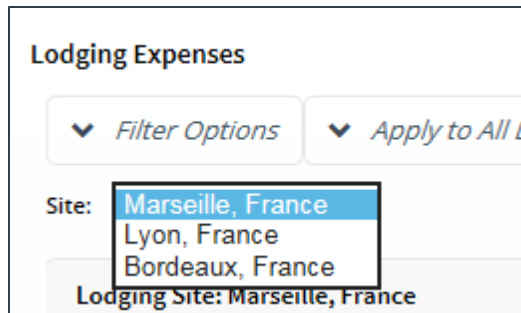 Lodging Expenses
Filter Options Apply to All
Site: Marseille, France
Lyon, France
Bordeaux, France
Lodging Site: Marseille, France